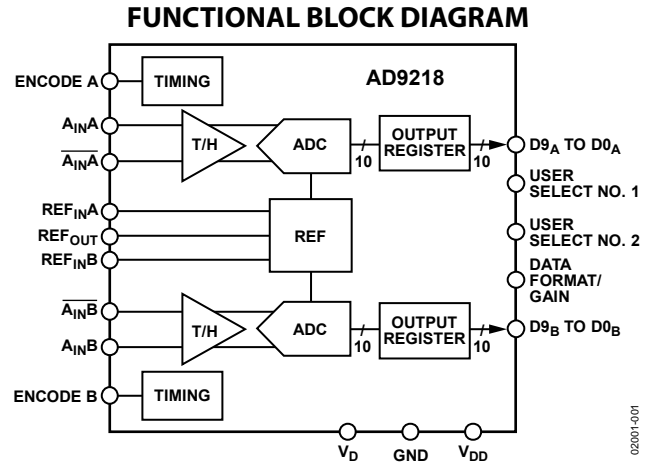 FUNCTIONAL BLOCK DIAGRAM
ENCODE A
TIMING
AD9218
AINA
AINA
T/H
ADC
10
OUTPUT
REGISTER
10
D9A TO D0A
USER
SELECT NO. 1
REFINA
REFOUT
REFINB
REF
USER
SELECT NO. 2
DATA
FORMAT/
GAIN
AINB
AINB
T/H
ADC
10
OUTPUT
REGISTER
10
D9B TO D0B
ENCODE B
TIMING
VD
GND
VDD
02001-001